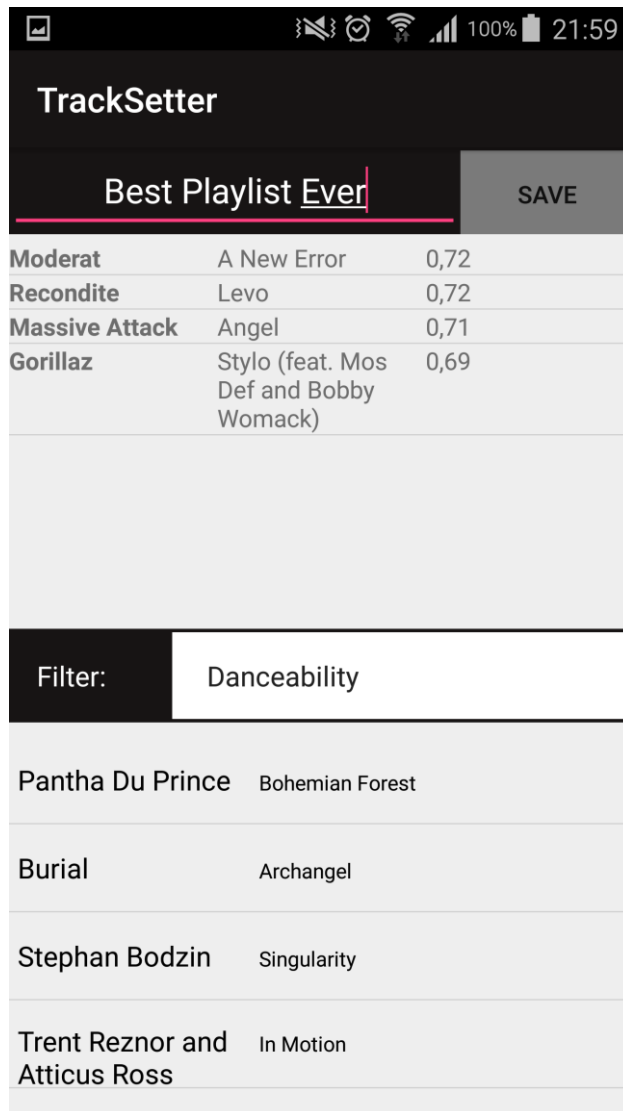 100% 21:59
TrackSetter
Best Playlist Ever SAVE
Moderat A New Error 0,72
Recondite Levo 0,72
Massive Attack Angel 0,71
Gorillaz Stylo (feat. Mos 0,69
Def and Bobby
Womack)
Filter: Danceability
Pantha Du Prince Bohemian Forest
Burial Archangel
Stephan Bodzin Singularity
Trent Reznor and In Motion
Atticus Ross